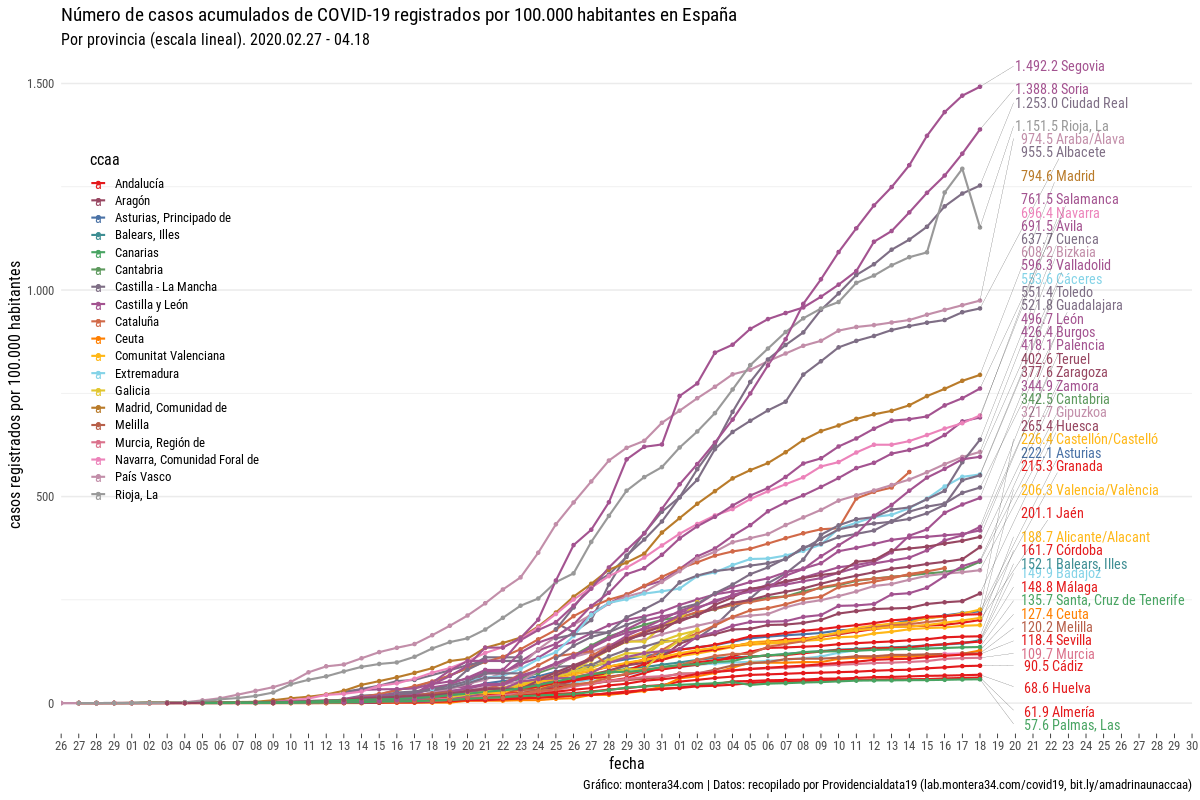 Número de casos acumulados de COVID-19 registrados por 100.000 habitantes en España
Por provincia (escala lineal). 2020.02.27 - 04.18
casos registrados por 100.000 habitantes
1.500
1.000
500
0
ccaa
Andalucía
Aragón
Asturias, Principado de
Balears, Illes
Canarias
Cantabria
Castilla - La Mancha
Castilla y León
Cataluña
Ceuta
Comunitat Valenciana
Extremadura
Galicia
Madrid, Comunidad de
Melilla
Murcia, Región de
Navarra, Comunidad Foral de
País Vasco
Rioja, La
1.492.2 Segovia
1.388.8 Soria
1.253.0 Ciudad Real
1.151.5 Rioja, La
974.5 Araba/Álava
955.5 Albacete
794.6 Madrid
761.5 Salamanca
696.4 Navarra
691.5 Ávila
637.7 Cuenca
608.2 Bizkaia
596.3 Valladolid
553.6 Cáceres
551.4 Toledo
521.8 Guadalajara
496.7 León
426.4 Burgos
418.1 Palencia
402.6 Teruel
377.6 Zaragoza
344.9 Zamora
342.5 Cantabria
321.7 Gipuzkoa
265.4 Huesca
226.4 Castellón/Castelló
222.1 Asturias
215.3 Granada
206.3 Valencia/València
201.1 Jaén
188.7 Alicante/Alacant
161.7 Córdoba
152.1 Balears, Illes
149.9 Badajoz
148.8 Málaga
135.7 Santa, Cruz de Tenerife
127.4 Ceuta
120.2 Melilla
118.4 Sevilla
109.7 Murcia
90.5 Cádiz
68.6 Huelva
61.9 Almería
57.6 Palmas, Las
26 27 28 29 01 02 03 04 05 06 07 08 09 10 11 12 13 14 15 16 17 18 19 20 21 22 23 24 25 26 27 28 29 30 31 01 02 03 04 05 06 07 08 09 10 11 12 13 14 15 16 17 18 19 20 21 22 23 24 25 26 27 28 29 30
fecha
Gráfico: montera34.com | Datos: recopilado por Providencialdata19 (lab.montera34.com/covid19, bit.ly/amadrinaunaccaa)